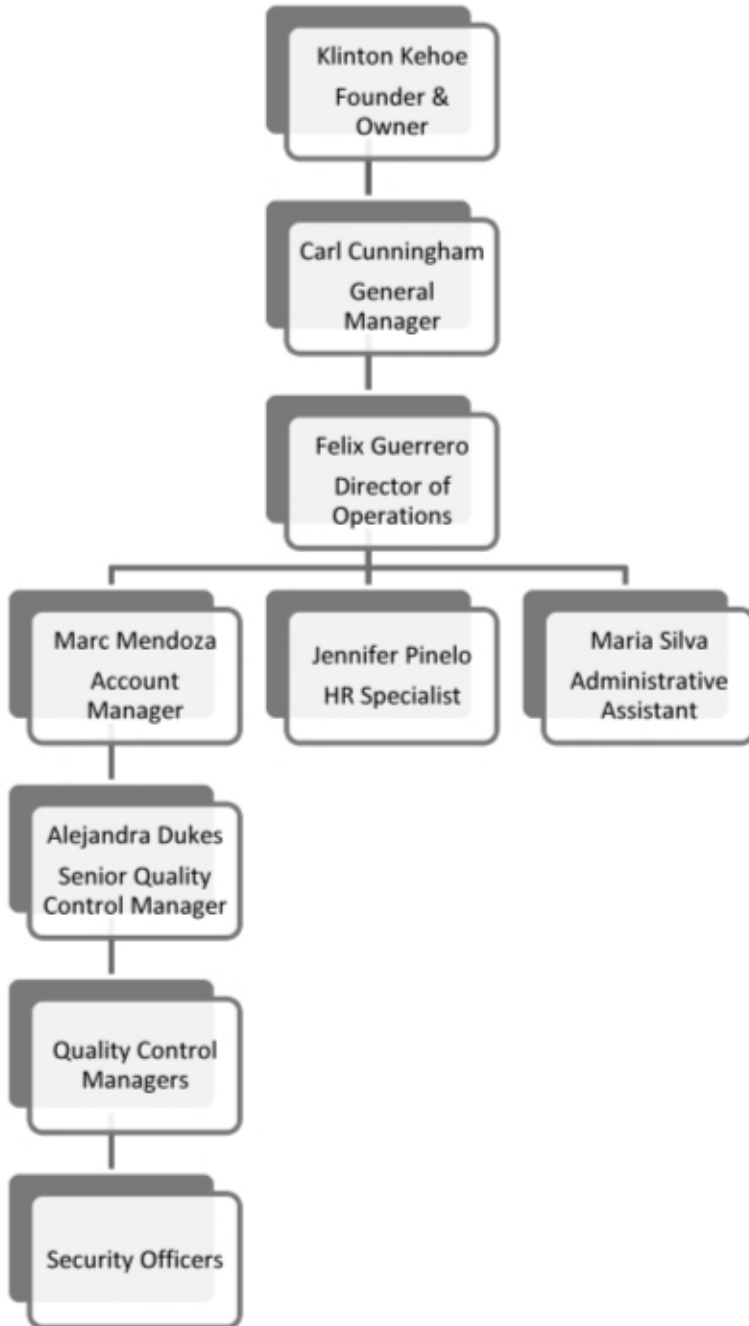 Klinton Kehoe
Founder &
Owner
Carl Cunningham
General
Manager
Felix Guerrero
Director of
Operations
Marc Mendoza
Account
Manager
Jennifer Pinelo
HR Specialist
Maria Silva
Administrative
Assistant
Alejandra Dukes
Senior Quality
Control Manager
Quality Control
Managers
Security Officers